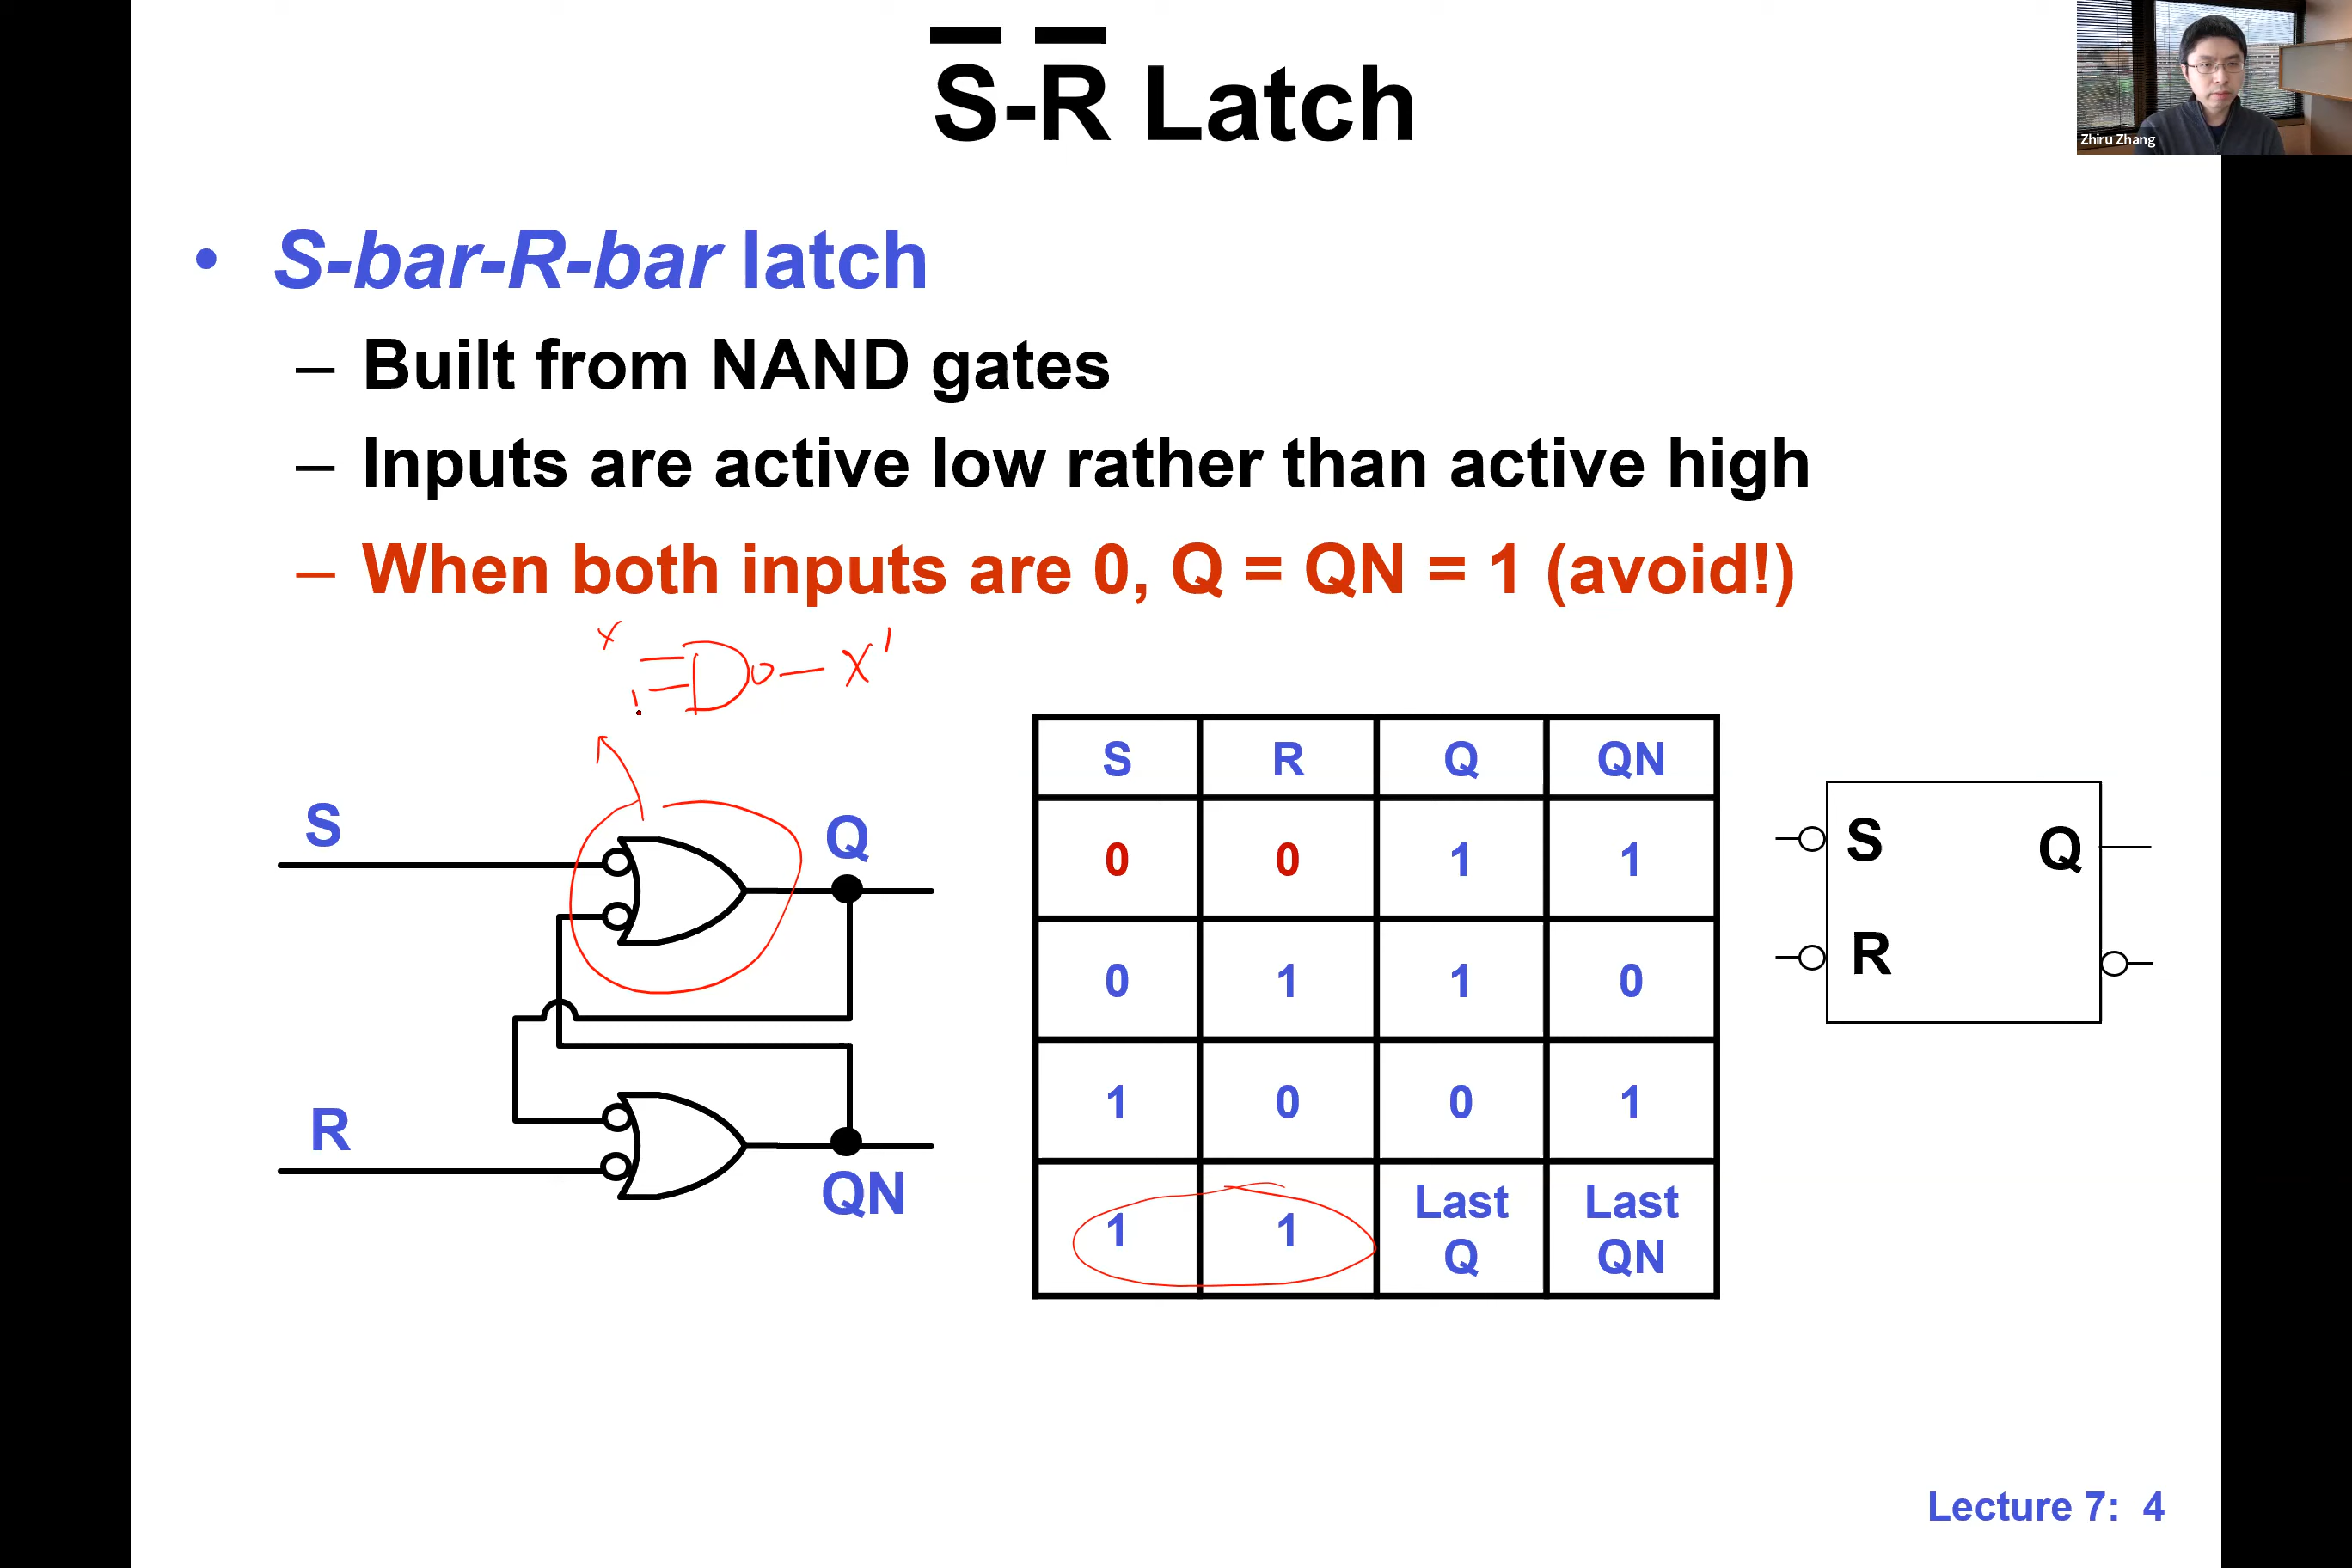 S̅-R̅ Latch
Zhiru Zhang
• S-bar-R-bar latch
– Built from NAND gates
– Inputs are active low rather than active high
– When both inputs are 0, Q = QN = 1 (avoid!)
x
X'
S
Q
R
QN
S R Q QN
0 0 1 1
0 1 1 0
1 0 0 1
1 1 Last Q Last QN
S Q
R
Lecture 7: 4